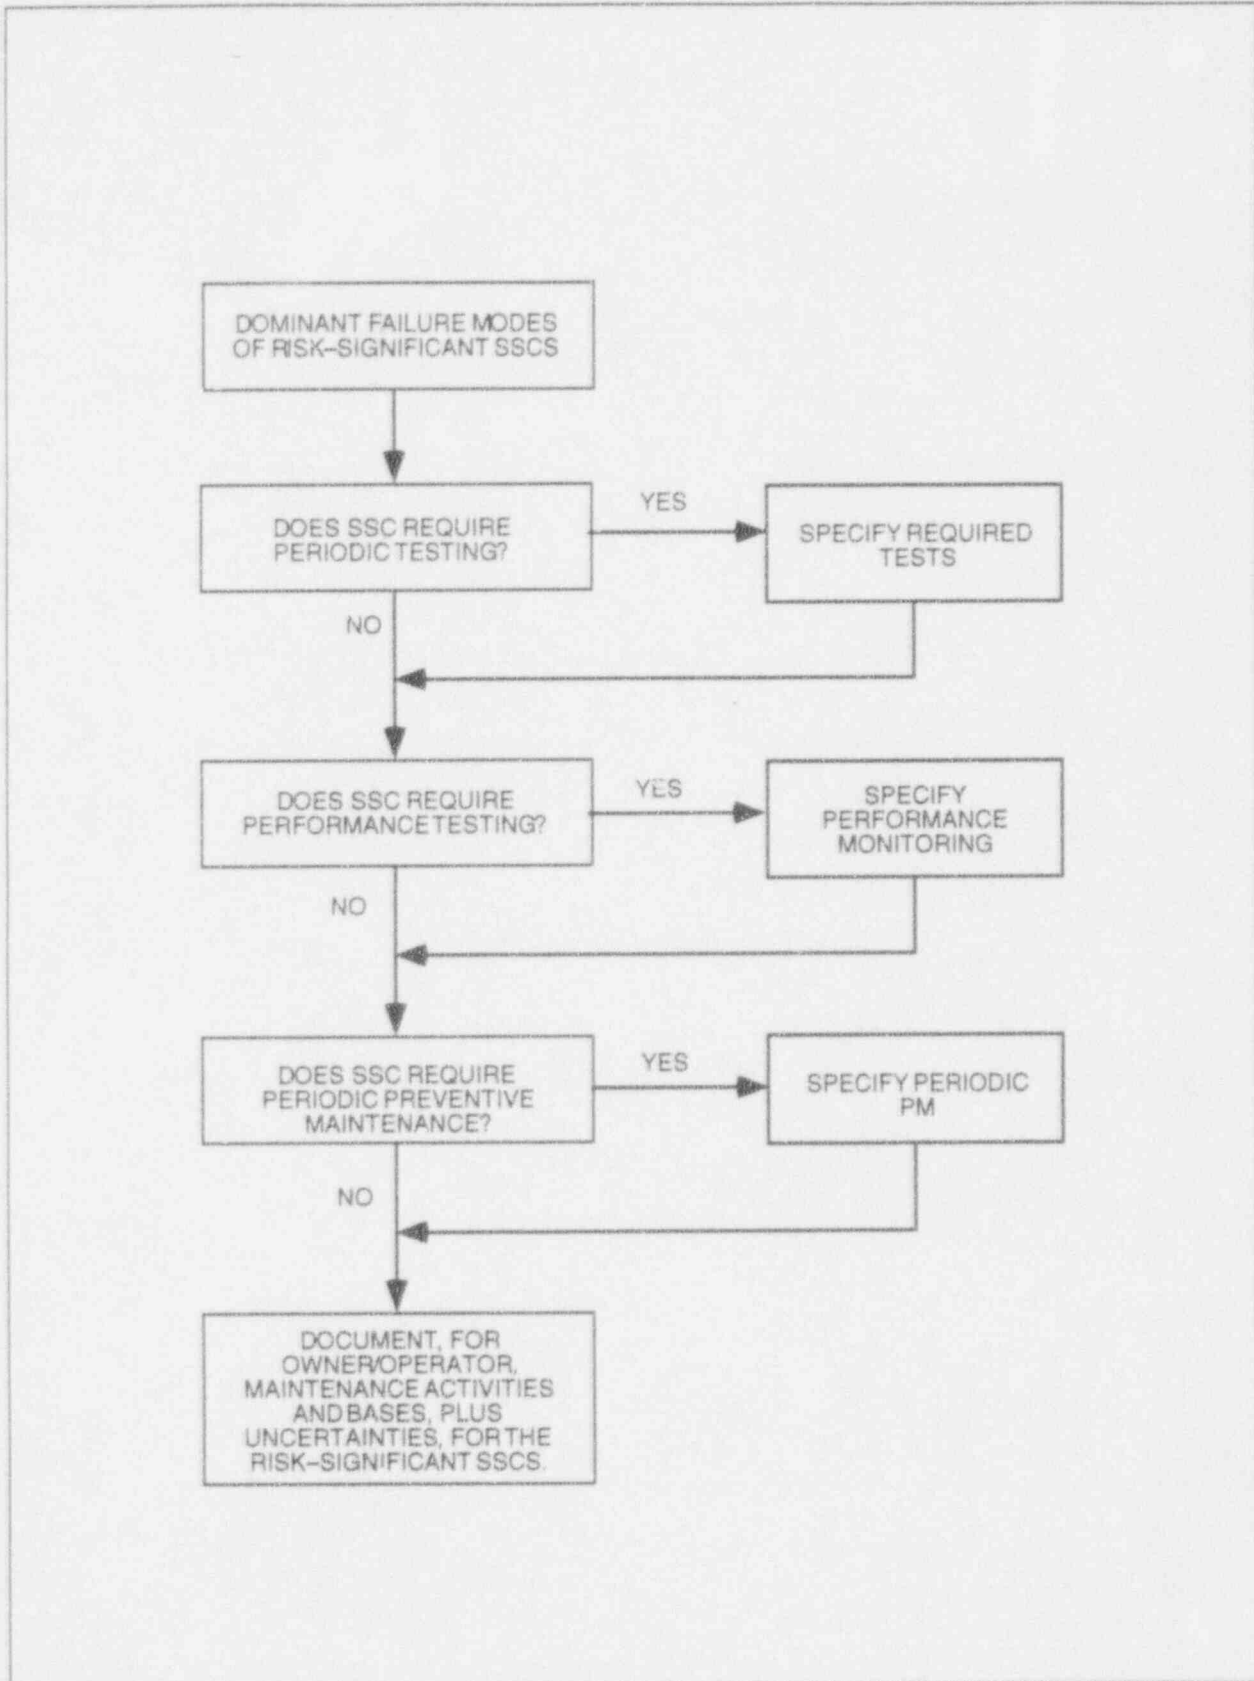 DOMINANT FAILURE MODES
OF RISK-SIGNIFICANT SSCS
DOES SSC REQUIRE
PERIODIC TESTING?
YES
SPECIFY REQUIRED
TESTS
NO
DOES SSC REQUIRE
PERFORMANCE TESTING?
YES
SPECIFY
PERFORMANCE
MONITORING
NO
DOES SSC REQUIRE
PERIODIC PREVENTIVE
MAINTENANCE?
YES
SPECIFY PERIODIC
PM
NO
DOCUMENT, FOR
OWNER/OPERATOR,
MAINTENANCE ACTIVITIES
AND BASES, PLUS
UNCERTAINTIES, FOR THE
RISK-SIGNIFICANT SSCS.